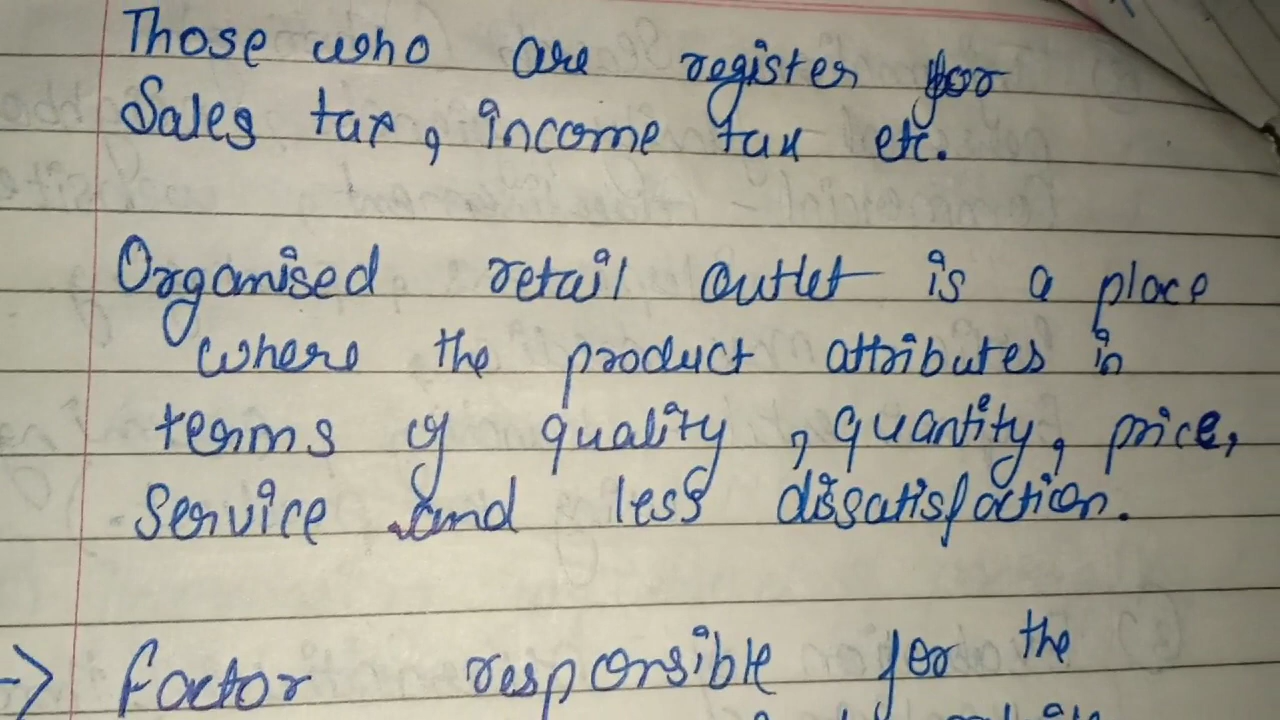 Those who are register for
Sales tax, income tax etc.
Organised retail outlet is a place
where the product attributes in
terms of quality, quantity, price,
service and less dissatisfaction.
-> factor responsible for the